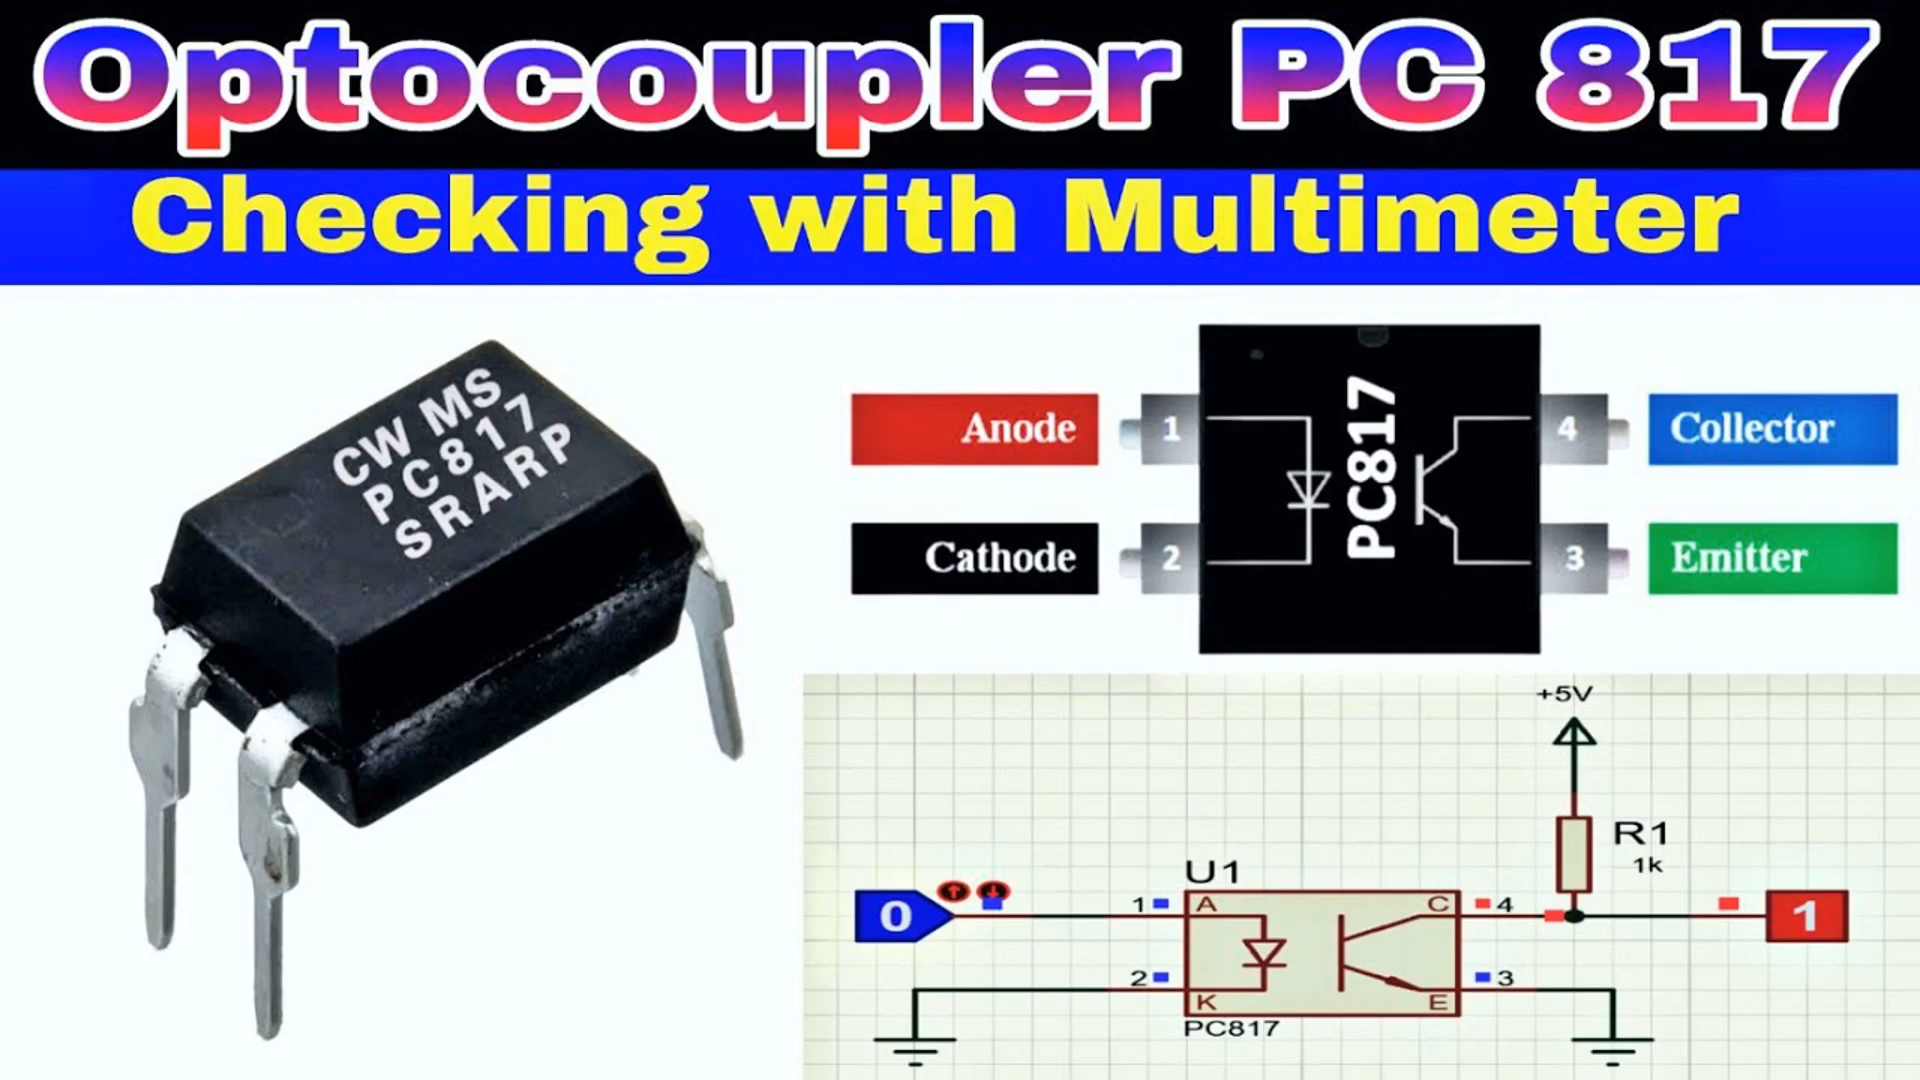 Optocoupler PC 817
Checking with Multimeter
CW MS
PC817
SRARP
Anode
1
PC817
4
Collector
Cathode
2
3
Emitter
+5V
R1
1k
U1
0
1
A
C
4
1
2
K
E
3
PC817